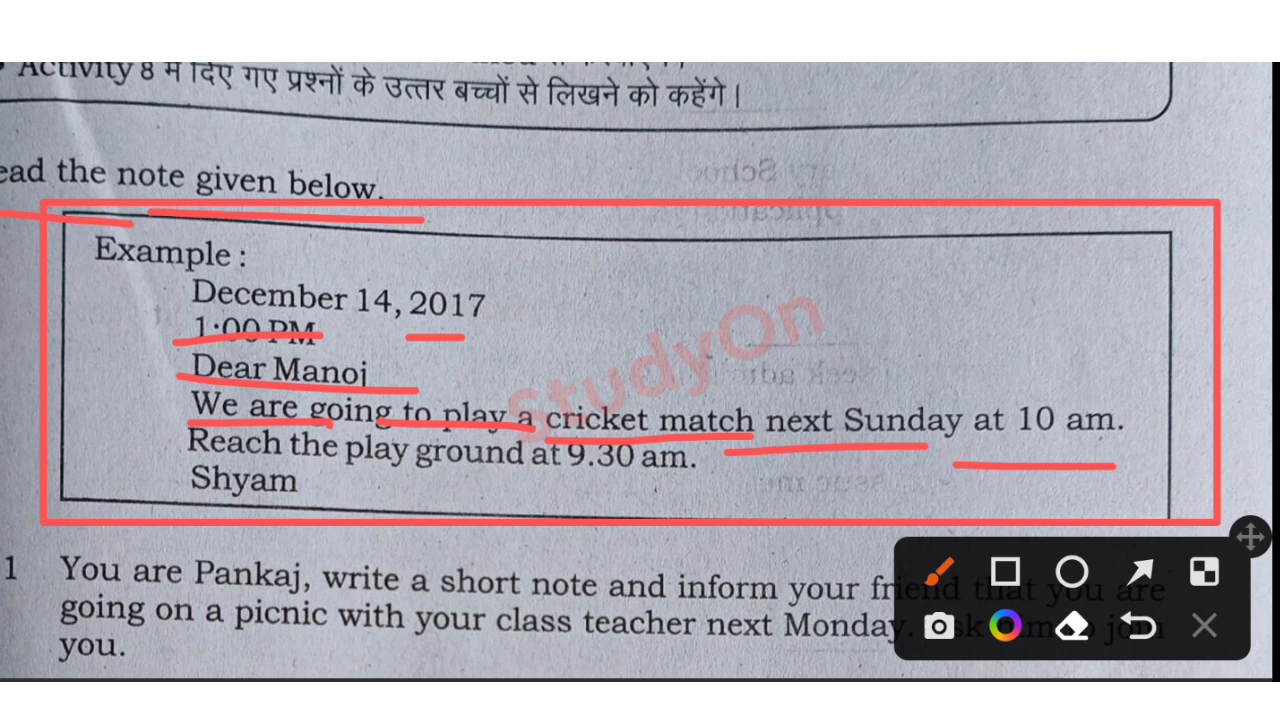 Activity 8 में दिए गए प्रश्नों के उत्तर बच्चों से लिखने को कहेंगे।
ead the note given below.
Example :
December 14, 2017
1:00 PM
Dear Manoj
We are going to play a cricket match next Sunday at 10 am.
Reach the play ground at 9.30 am.
Shyam
StudyOn
1 You are Pankaj, write a short note and inform your friend that you are
going on a picnic with your class teacher next Monday. join
you.